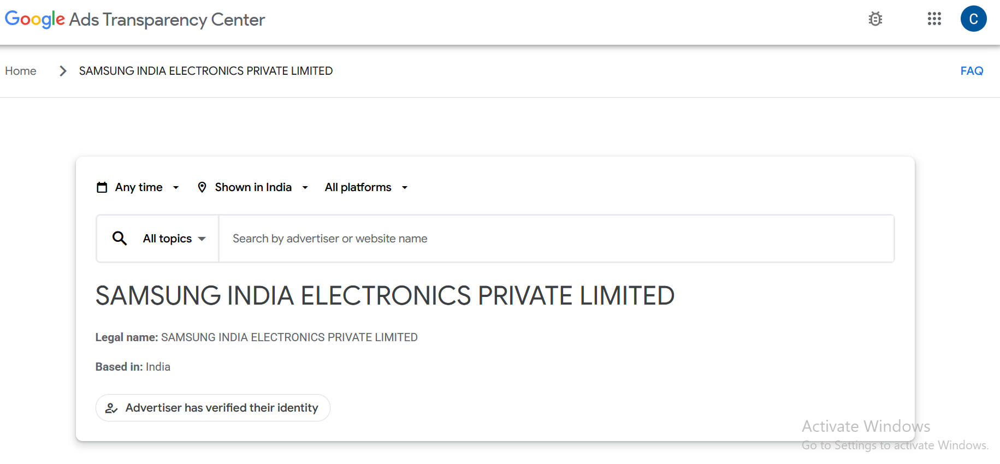 Google Ads Transparency Center
C
Home > SAMSUNG INDIA ELECTRONICS PRIVATE LIMITED FAQ
Any time Shown in India All platforms
All topics Search by advertiser or website name
SAMSUNG INDIA ELECTRONICS PRIVATE LIMITED
Legal name: SAMSUNG INDIA ELECTRONICS PRIVATE LIMITED
Based in: India
Advertiser has verified their identity
Activate Windows
Go to Settings to activate Windows.